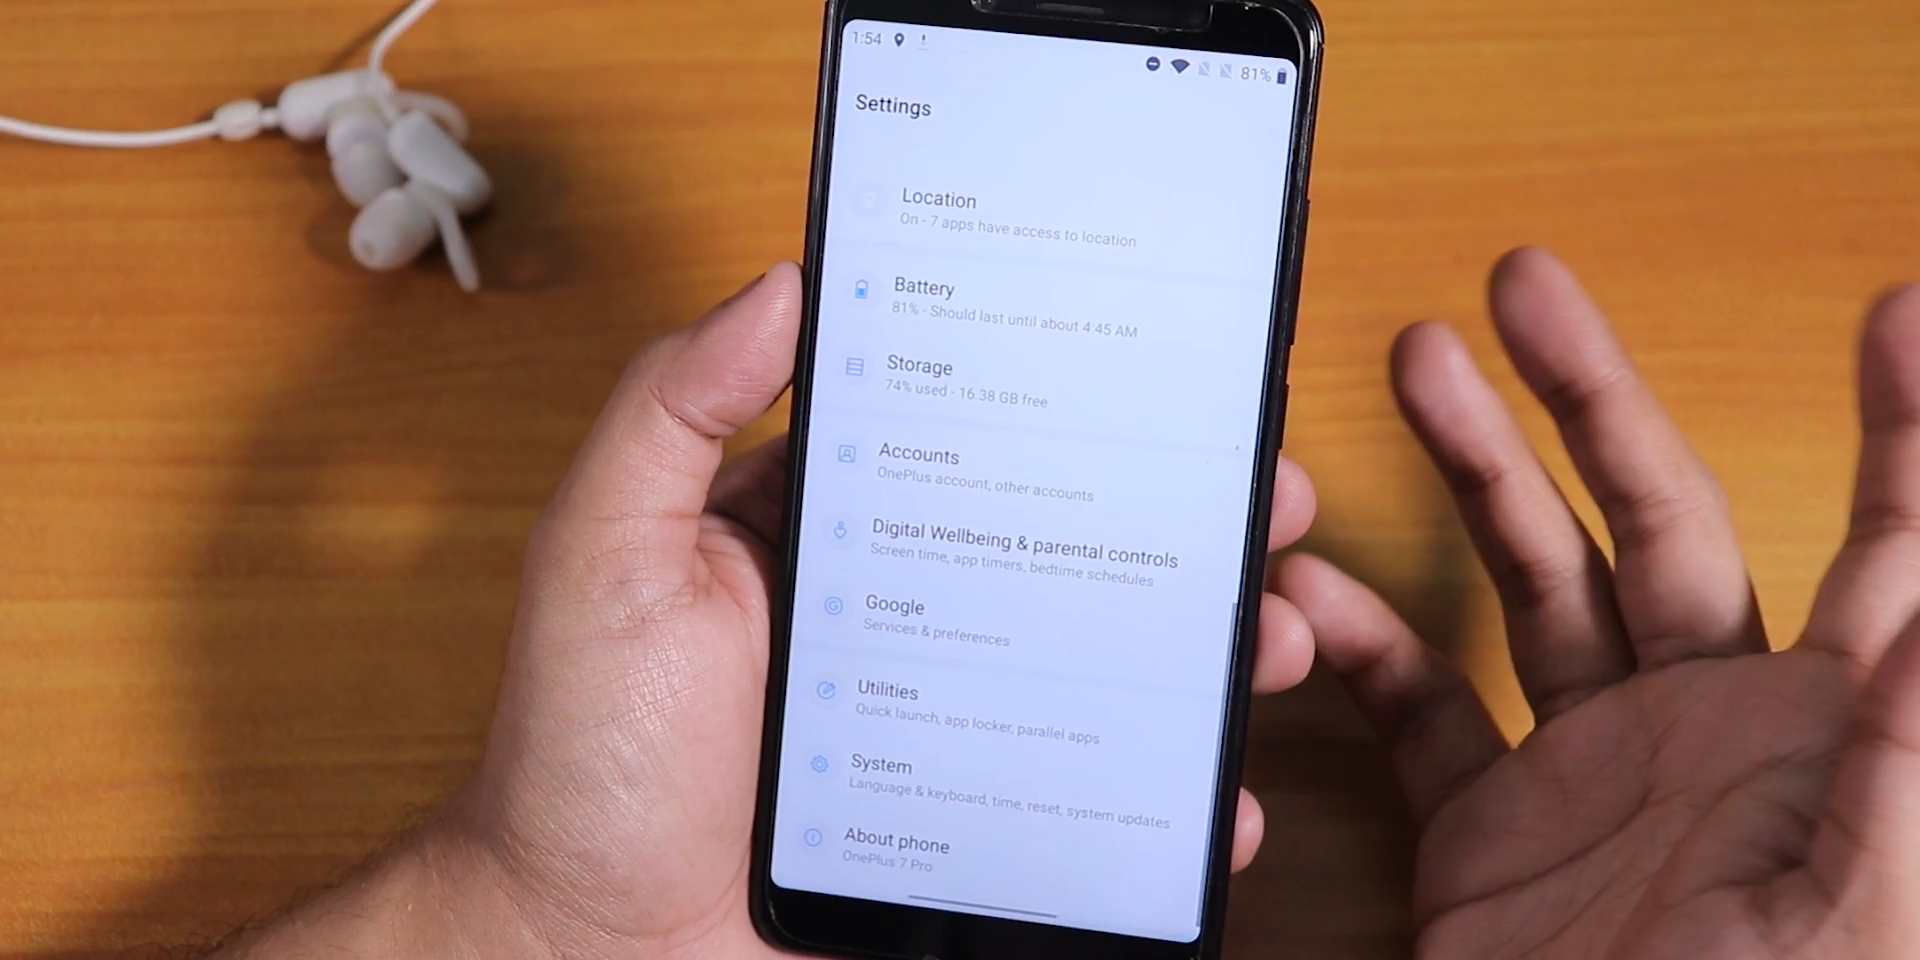 1:54
81%
Settings
Location
On - 7 apps have access to location
Battery
81% - Should last until about 4:45 AM
Storage
74% used - 16.38 GB free
Accounts
OnePlus account, other accounts
Digital Wellbeing & parental controls
Screen time, app timers, bedtime schedules
Google
Services & preferences
Utilities
Quick launch, app locker, parallel apps
System
Language & keyboard, time, reset, system updates
About phone
OnePlus 7 Pro